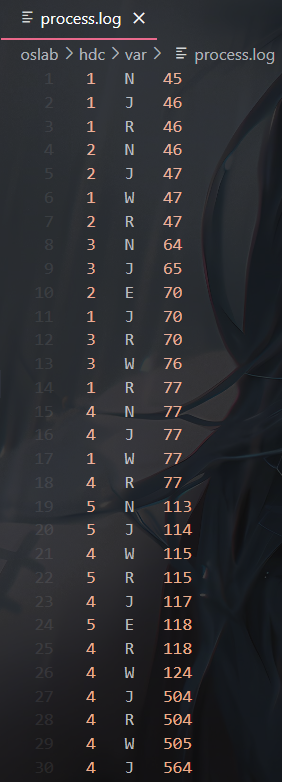 process.log ×
oslab > hdc > var > process.log
1 1 N 45
2 1 J 46
3 1 R 46
4 2 N 46
5 2 J 47
6 1 W 47
7 2 R 47
8 3 N 64
9 3 J 65
10 2 E 70
11 1 J 70
12 3 R 70
13 3 W 76
14 1 R 77
15 4 N 77
16 4 J 77
17 1 W 77
18 4 R 77
19 5 N 113
20 5 J 114
21 4 W 115
22 5 R 115
23 4 J 117
24 5 E 118
25 4 R 118
26 4 W 124
27 4 J 504
28 4 R 504
29 4 W 505
30 4 J 564